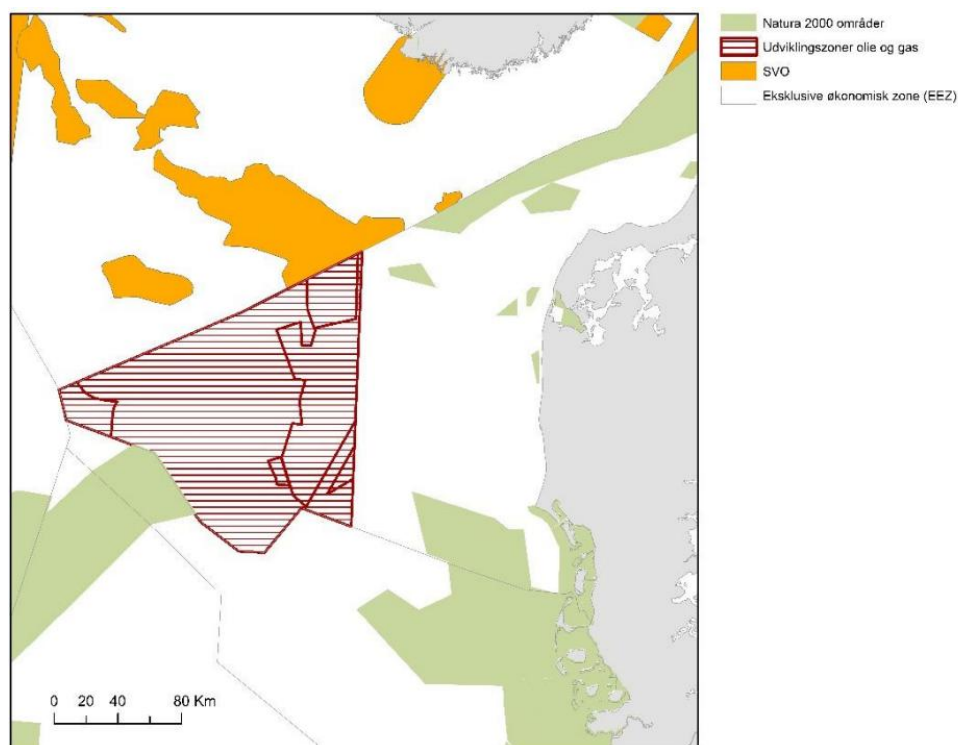 Natura 2000 områder
Udviklingszoner olie og gas
SVO
Eksklusive økonomisk zone (EEZ)
0 20 40 80 Km